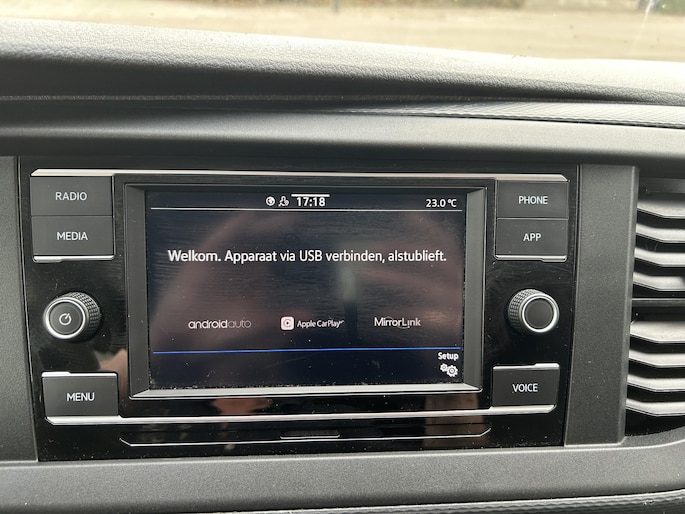 RADIO
MEDIA
MENU
17:18
23.0 °C
Welkom. Apparaat via USB verbinden, alstublieft.
androidauto
Apple CarPlay
MirrorLink
Setup
PHONE
APP
VOICE